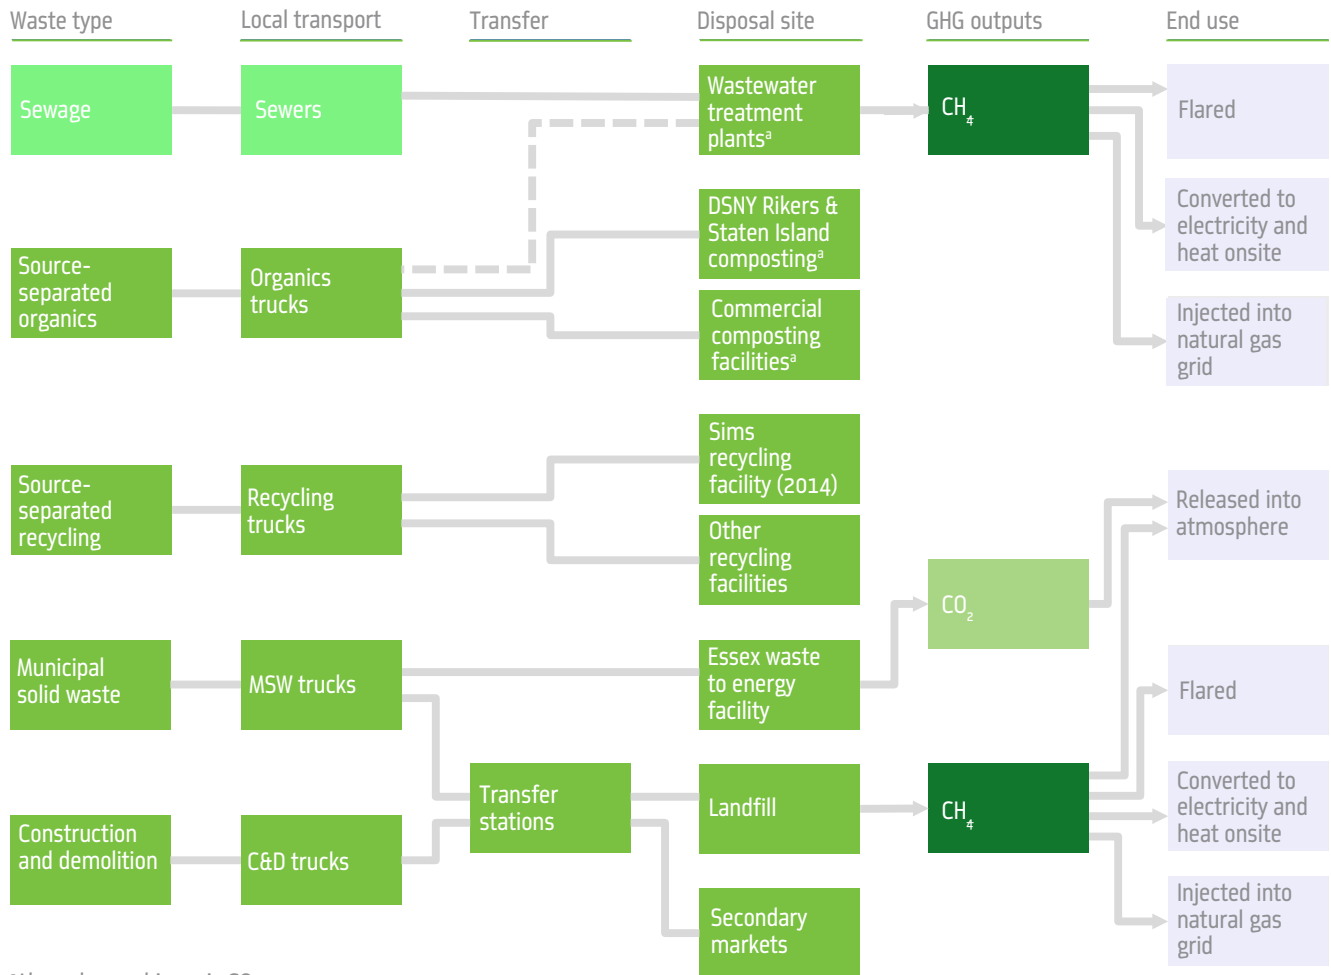 Waste type
Local transport
Transfer
Disposal site
GHG outputs
End use
Sewage
Sewers
Wastewater
treatment
plantsᵃ
CH₄
Flared
Converted to
electricity and
heat onsite
Injected into
natural gas
grid
Source-
separated
organics
Organics
trucks
DSNY Rikers &
Staten Island
compostingᵃ
Commercial
composting
facilitiesᵃ
Source-
separated
recycling
Recycling
trucks
Sims
recycling
facility (2014)
Other
recycling
facilities
Released into
atmosphere
CO₂
Municipal
solid waste
MSW trucks
Essex waste
to energy
facility
Flared
Construction
and demolition
C&D trucks
Transfer
stations
Landfill
CH₄
Converted to
electricity and
heat onsite
Secondary
markets
Injected into
natural gas
grid